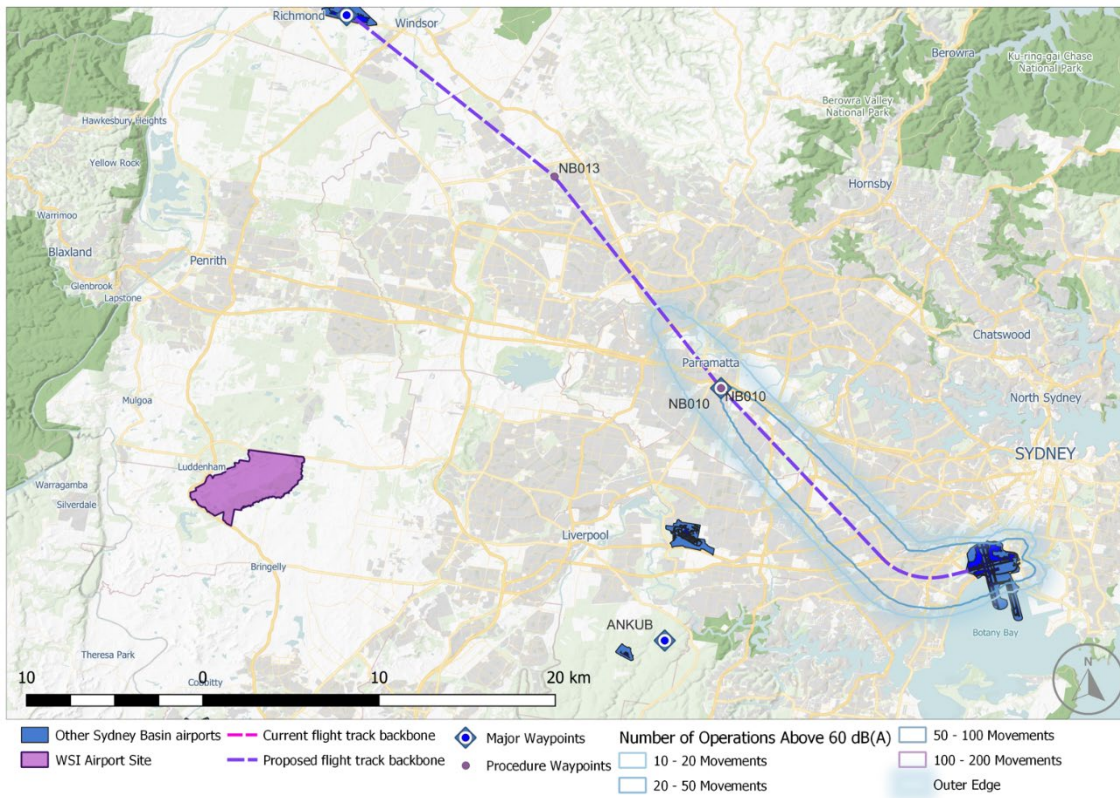 Richmond
Windsor
Berowra
Ku-ring-gai Chase
National Park
Berowra Valley
National Park
Hawkesbury Heights
Yellow Rock
NB013
Hornsby
Warrimoo
Blaxland
Penrith
Glenbrook
Lapstone
Chatswood
Parramatta
NB010
NB010
North Sydney
Mulgoa
SYDNEY
Luddenham
Warragamba
Silverdale
Liverpool
Bringelly
ANKUB
Botany Bay
Theresa Park
Cobbitty
N
10 0 10 20 km
Other Sydney Basin airports
WSI Airport Site
Current flight track backbone
Proposed flight track backbone
Major Waypoints
Procedure Waypoints
Number of Operations Above 60 dB(A)
10 - 20 Movements
20 - 50 Movements
50 - 100 Movements
100 - 200 Movements
Outer Edge